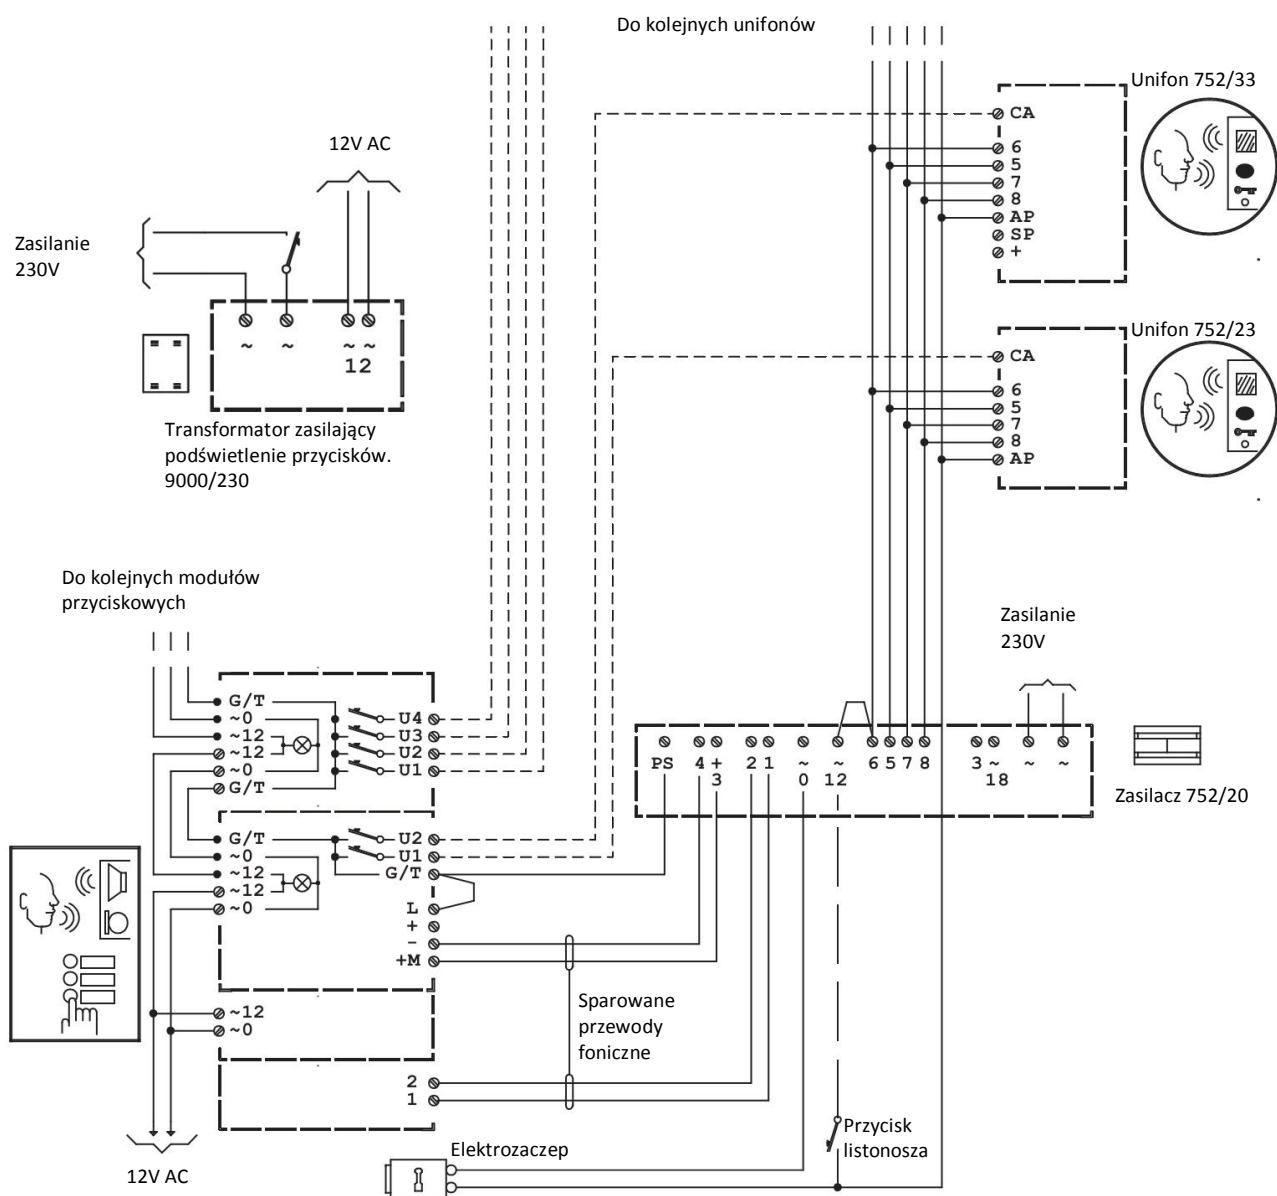 Do kolejnych unifonów
Unifon 752/33
CA
6
5
7
8
AP
SP
+
12V AC
Zasilanie
230V
~ ~ ~ ~
12
Transformator zasilający
podświetlenie przycisków.
9000/230
Unifon 752/23
CA
6
5
7
8
AP
Do kolejnych modułów
przyciskowych
Zasilanie
230V
G/T
~0
~12
~12
~0
G/T
U4
U3
U2
U1
PS 4 + 2 1 ~ ~ 6 5 7 8 3 ~ ~ ~
3 0 12 18
Zasilacz 752/20
G/T
~0
~12
~12
~0
U2
U1
G/T
L
+
-
+M
Sparowane
przewody
foniczne
~12
~0
2
1
12V AC
Elektrozaczep
Przycisk
listonosza